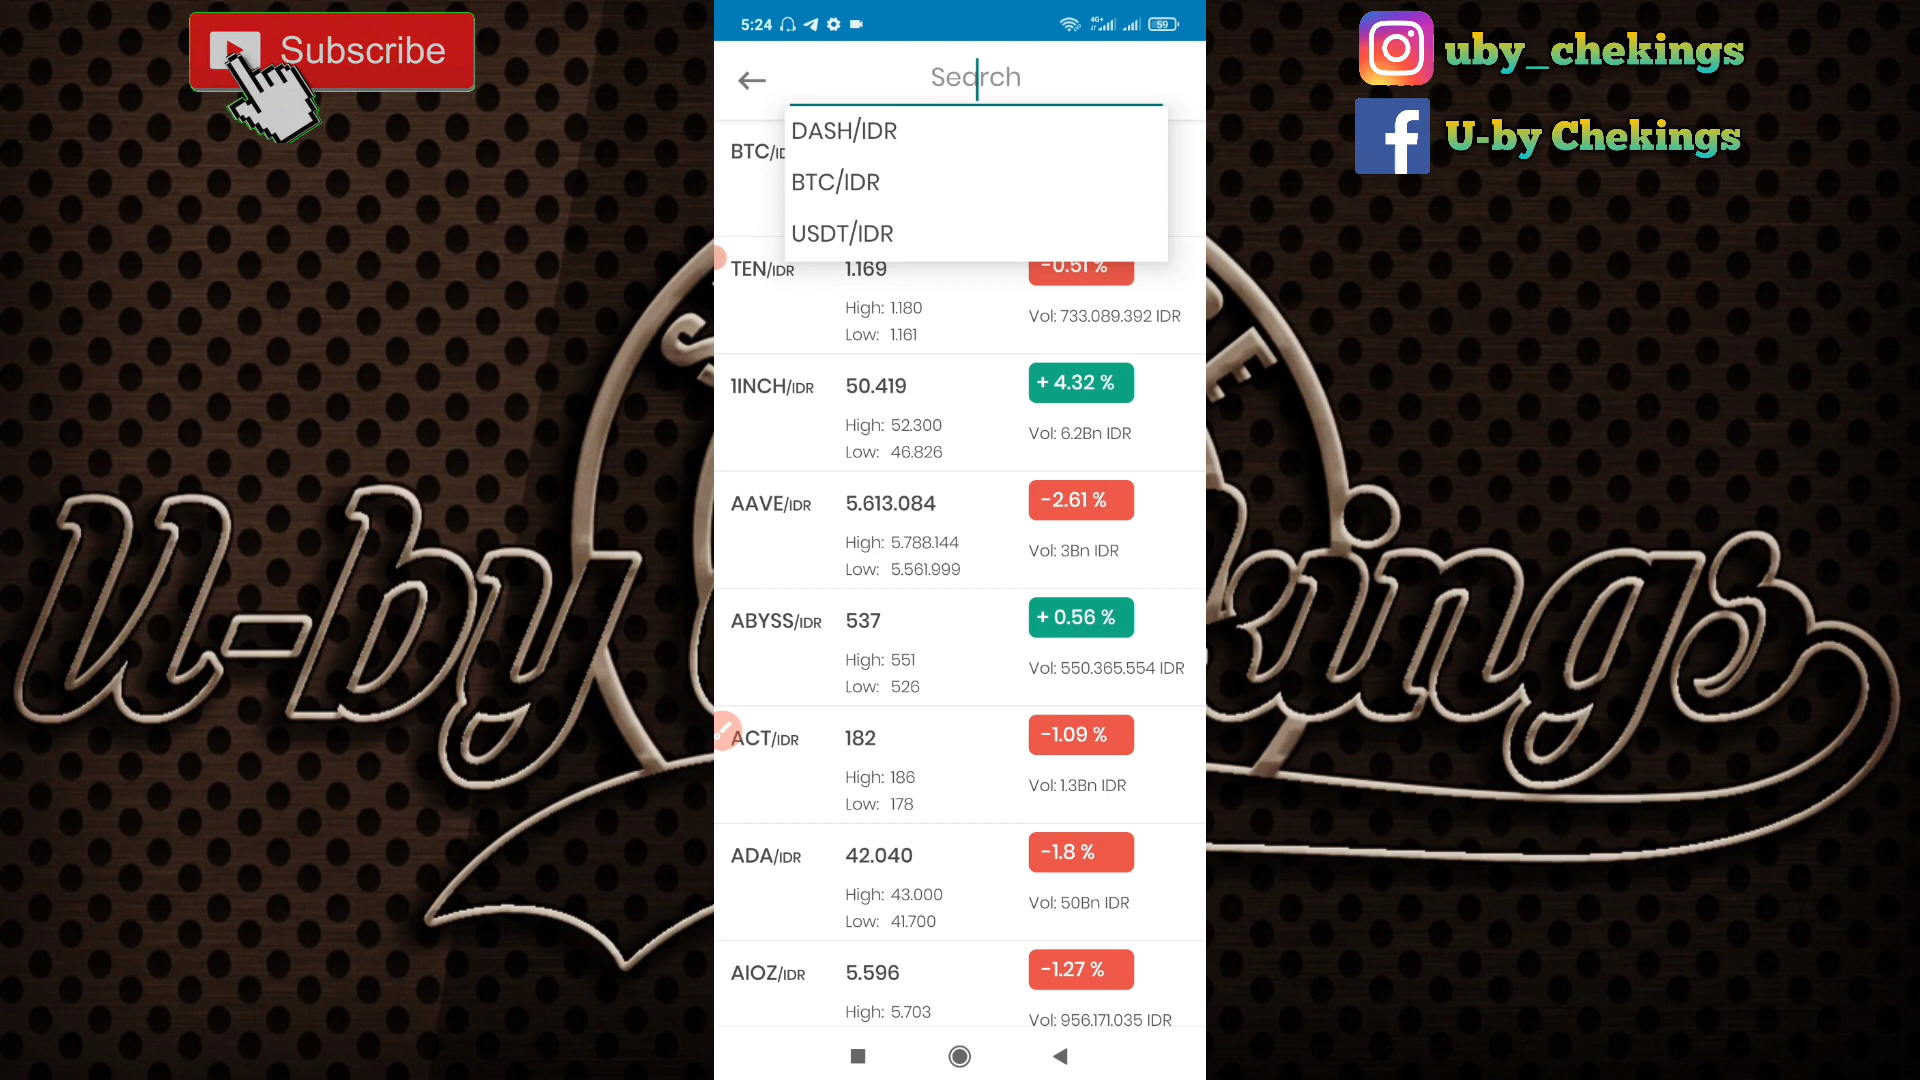 Subscribe
uby_chekings
U-by Chekings
5:24
4G+
59
Search
DASH/IDR
BTC/IDR
USDT/IDR
TEN/IDR 1.169 -0.51 %
High: 1.180 Vol: 733.089.392 IDR
Low: 1.161
1INCH/IDR 50.419 + 4.32 %
High: 52.300 Vol: 6.2Bn IDR
Low: 46.826
AAVE/IDR 5.613.084 -2.61 %
High: 5.788.144 Vol: 3Bn IDR
Low: 5.561.999
ABYSS/IDR 537 + 0.56 %
High: 551 Vol: 550.365.554 IDR
Low: 526
ACT/IDR 182 -1.09 %
High: 186 Vol: 1.3Bn IDR
Low: 178
ADA/IDR 42.040 -1.8 %
High: 43.000 Vol: 50Bn IDR
Low: 41.700
AIOZ/IDR 5.596 -1.27 %
High: 5.703 Vol: 956.171.035 IDR
U-by